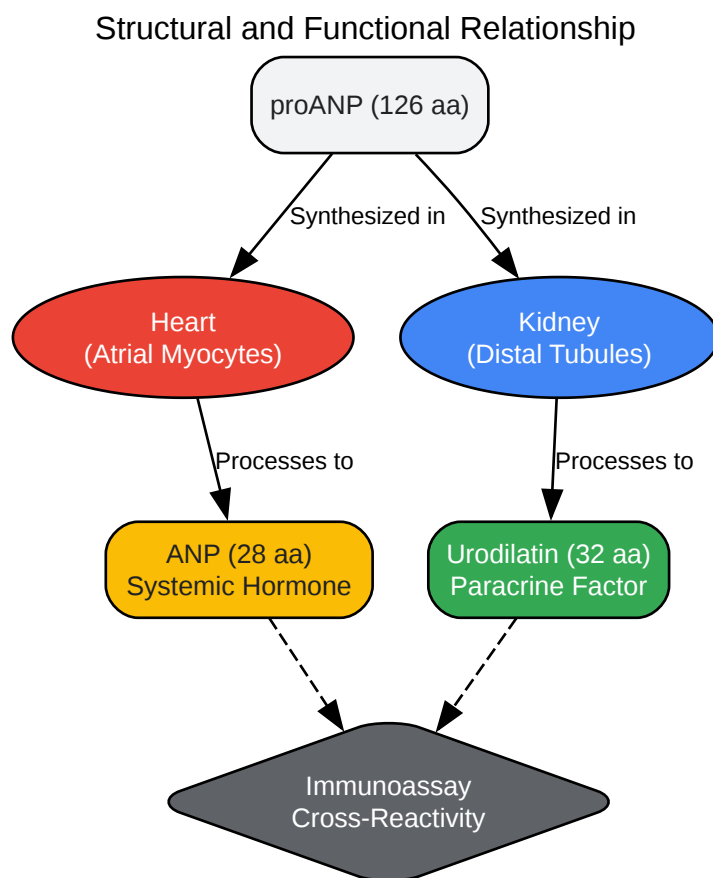 Structural and Functional Relationship
proANP (126 aa)
Synthesized in
Synthesized in
Heart
(Atrial Myocytes)
Kidney
(Distal Tubules)
Processes to
Processes to
ANP (28 aa)
Systemic Hormone
Urodilatin (32 aa)
Paracrine Factor
Immunoassay
Cross-Reactivity